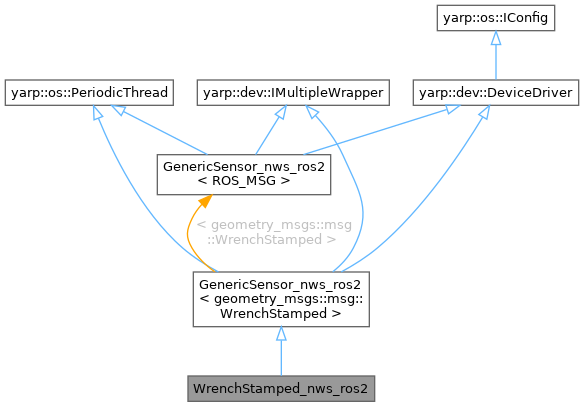 yarp::os::IConfig
yarp::os::PeriodicThread
yarp::dev::IMultipleWrapper
yarp::dev::DeviceDriver
GenericSensor_nws_ros2
< ROS_MSG >
< geometry_msgs::msg
::WrenchStamped >
GenericSensor_nws_ros2
< geometry_msgs::msg::
WrenchStamped >
WrenchStamped_nws_ros2